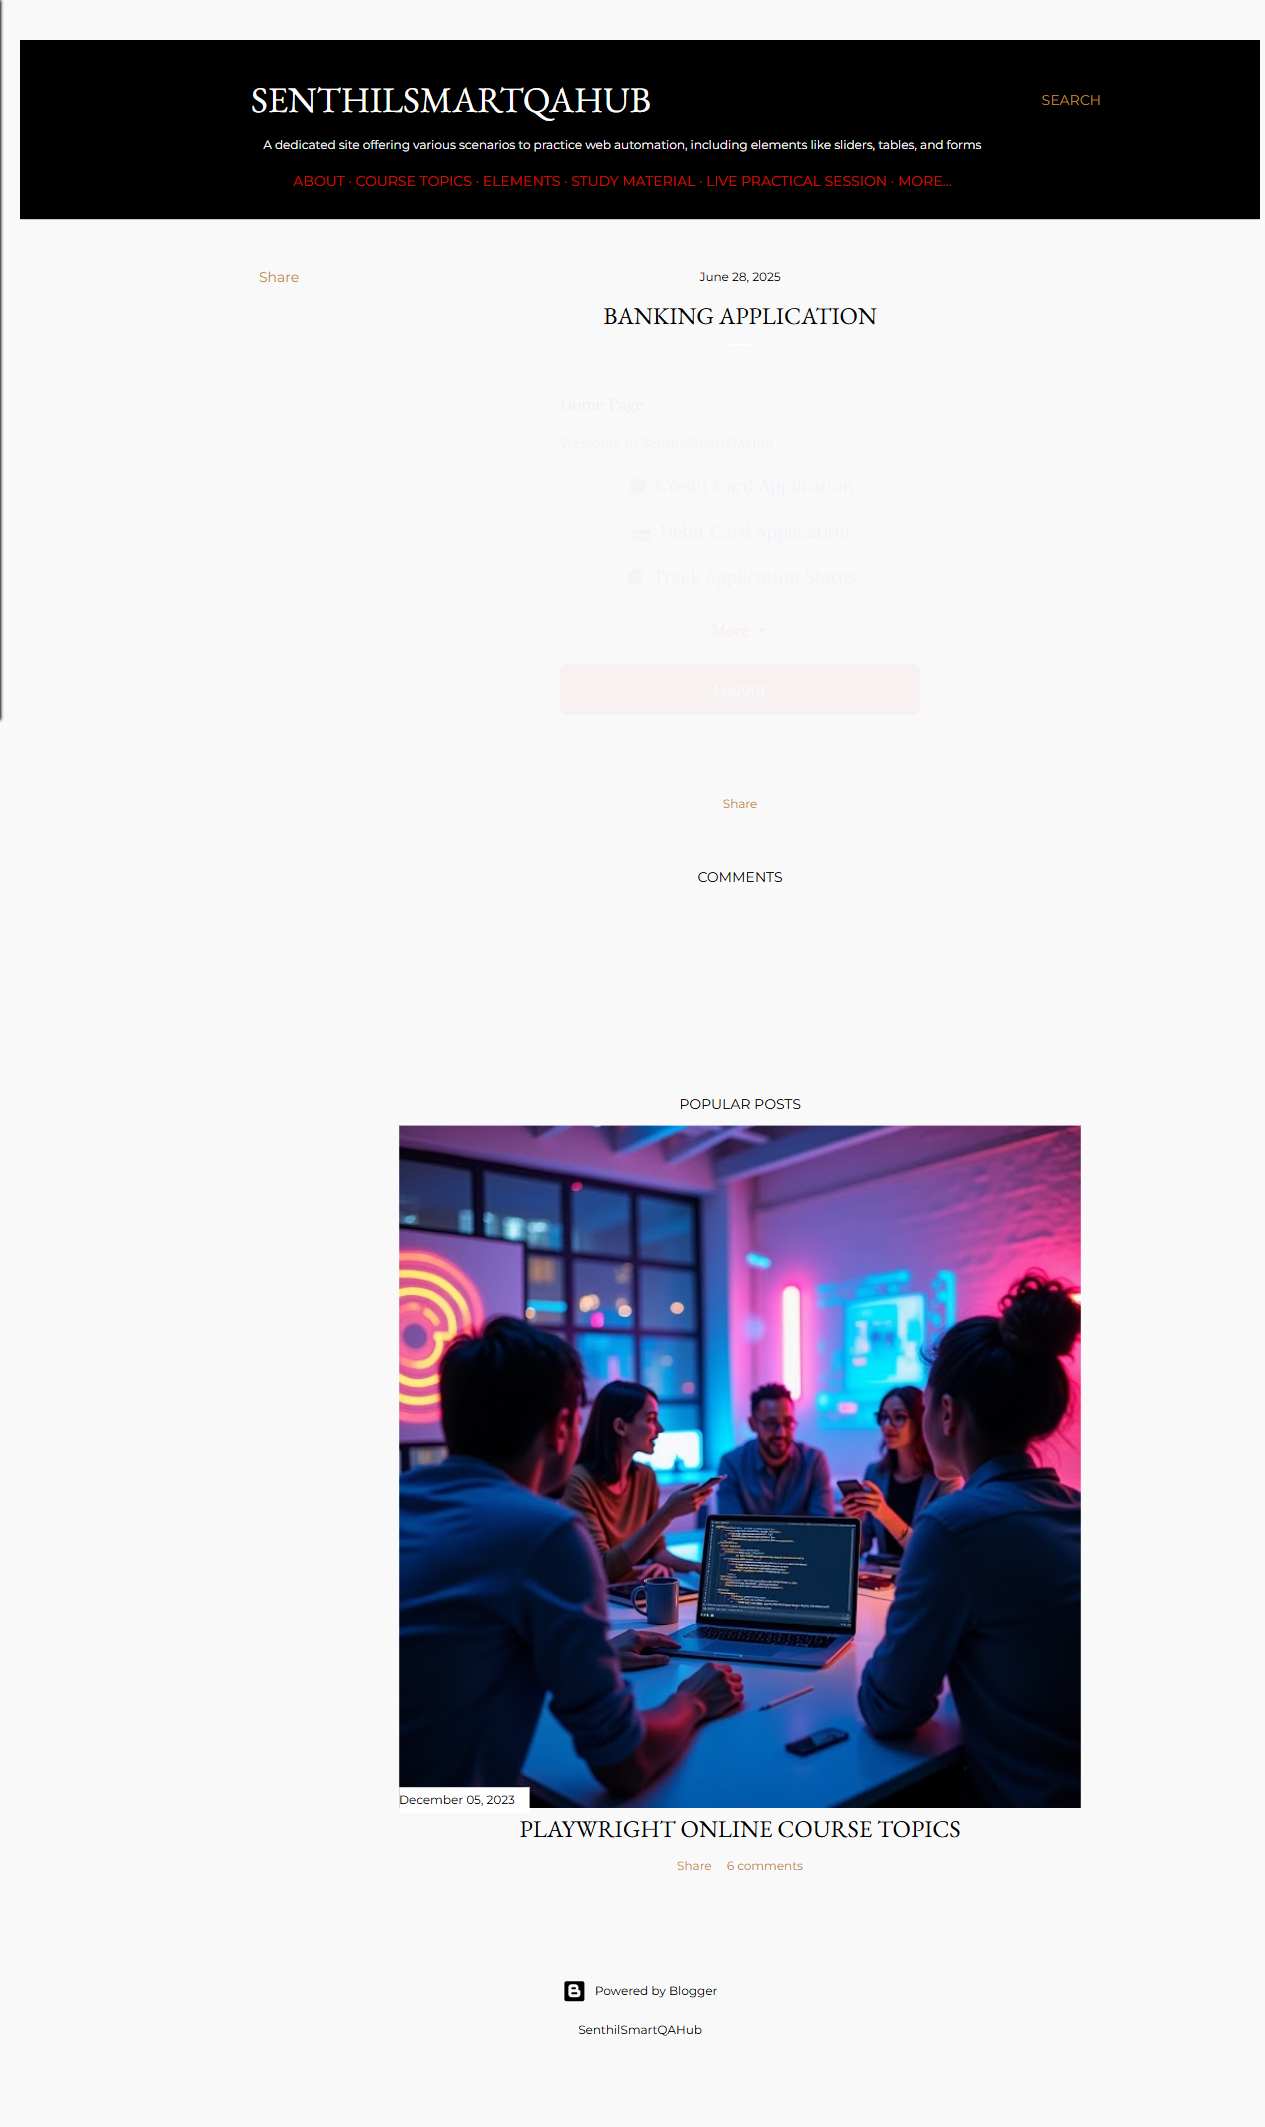 SENTHILSMARTQAHUB
SEARCH
A dedicated site offering various scenarios to practice web automation, including elements like sliders, tables, and forms
ABOUT · COURSE TOPICS · ELEMENTS · STUDY MATERIAL · LIVE PRACTICAL SESSION · MORE…
Share
June 28, 2025
BANKING APPLICATION
Home Page
Welcome to SenthilSmartQAHub
Credit Card Application
Debit Card Application
Track Application Status
More
Logout
Share
COMMENTS
POPULAR POSTS
December 05, 2023
PLAYWRIGHT ONLINE COURSE TOPICS
Share 6 comments
Powered by Blogger
SenthilSmartQAHub